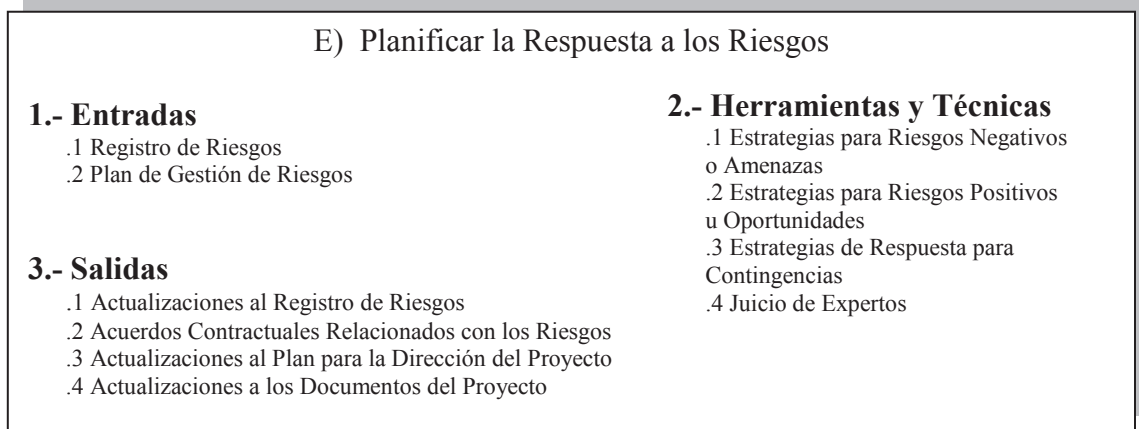 E) Planificar la Respuesta a los Riesgos
1.- Entradas
.1 Registro de Riesgos
.2 Plan de Gestión de Riesgos
2.- Herramientas y Técnicas
.1 Estrategias para Riesgos Negativos
o Amenazas
.2 Estrategias para Riesgos Positivos
u Oportunidades
.3 Estrategias de Respuesta para
Contingencias
.4 Juicio de Expertos
3.- Salidas
.1 Actualizaciones al Registro de Riesgos
.2 Acuerdos Contractuales Relacionados con los Riesgos
.3 Actualizaciones al Plan para la Dirección del Proyecto
.4 Actualizaciones a los Documentos del Proyecto